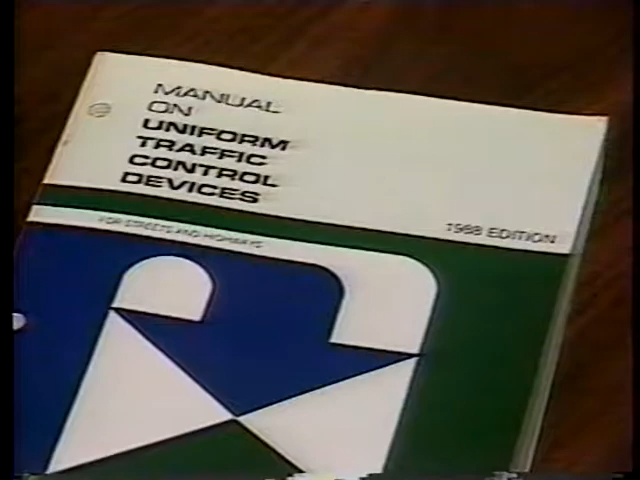 MANUAL
ON
UNIFORM
TRAFFIC
CONTROL
DEVICES
1988 EDITION
FOR STREETS AND HIGHWAYS